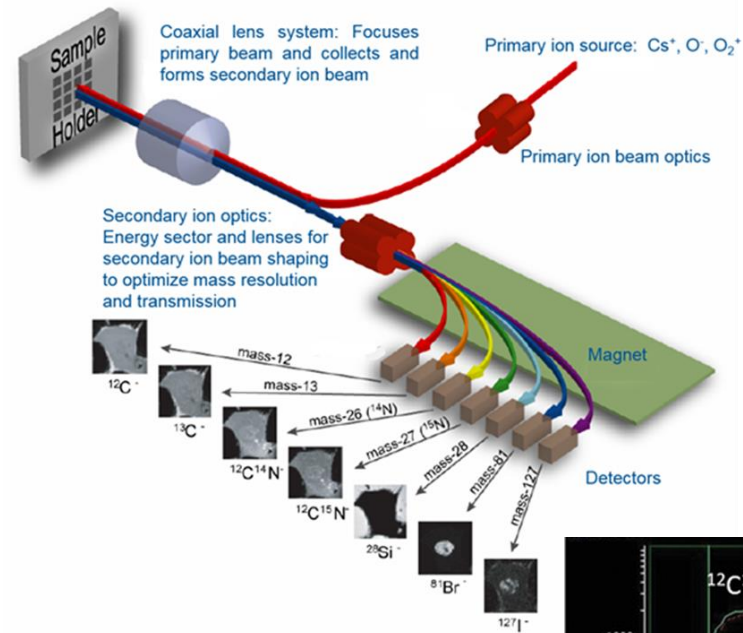 Sample
Holder
Coaxial lens system: Focuses
primary beam and collects and
forms secondary ion beam
Primary ion source: Cs⁺, O⁻, O₂⁺
Primary ion beam optics
Secondary ion optics:
Energy sector and lenses for
secondary ion beam shaping
to optimize mass resolution
and transmission
Magnet
Detectors
mass-12
mass-13
mass-26 (¹⁴N)
mass-27 (¹⁵N)
mass-28
mass-81
mass-127
¹²C⁻
¹³C⁻
¹²C¹⁴N⁻
¹²C¹⁵N⁻
²⁸Si⁻
⁸¹Br⁻
¹²⁷I⁻
¹²C